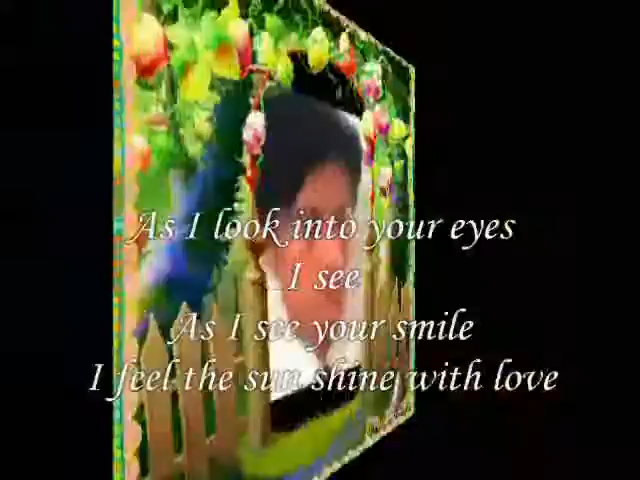 As I look into your eyes
I see
As I see your smile
I feel the sun shine with love